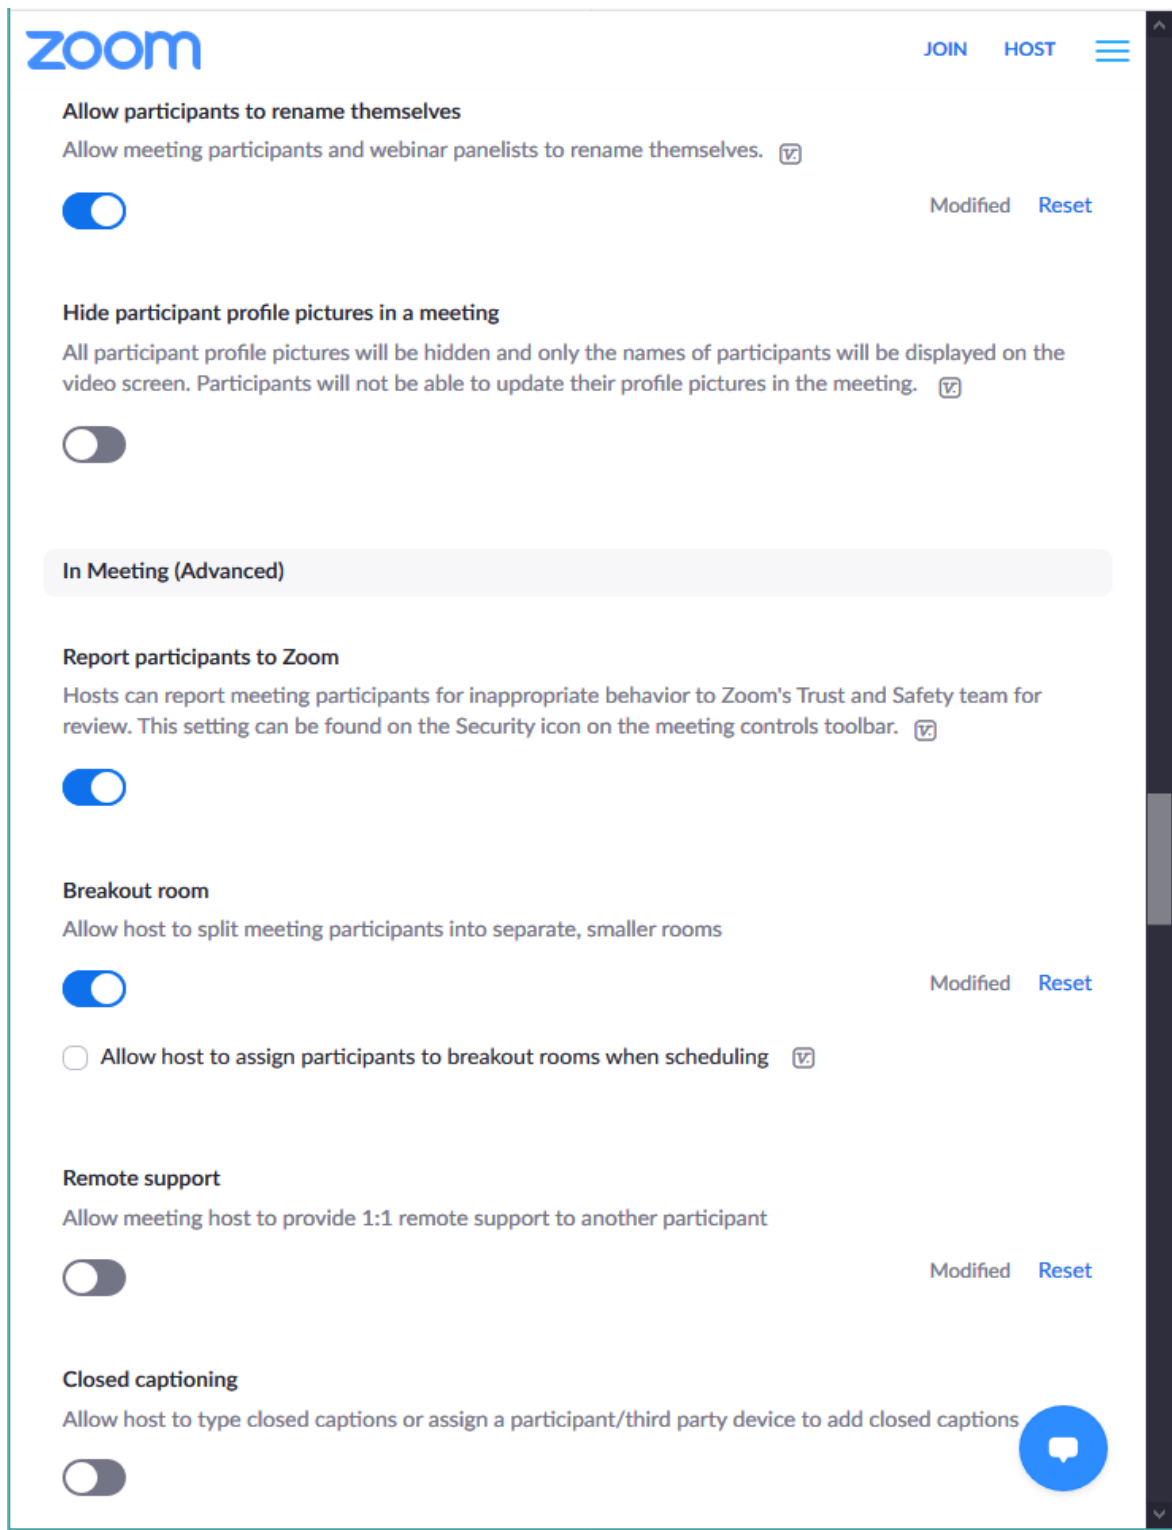 zoom
JOIN HOST
Allow participants to rename themselves
Allow meeting participants and webinar panelists to rename themselves.
Modified Reset
Hide participant profile pictures in a meeting
All participant profile pictures will be hidden and only the names of participants will be displayed on the
video screen. Participants will not be able to update their profile pictures in the meeting.
In Meeting (Advanced)
Report participants to Zoom
Hosts can report meeting participants for inappropriate behavior to Zoom's Trust and Safety team for
review. This setting can be found on the Security icon on the meeting controls toolbar.
Breakout room
Allow host to split meeting participants into separate, smaller rooms
Modified Reset
Allow host to assign participants to breakout rooms when scheduling
Remote support
Allow meeting host to provide 1:1 remote support to another participant
Modified Reset
Closed captioning
Allow host to type closed captions or assign a participant/third party device to add closed captions